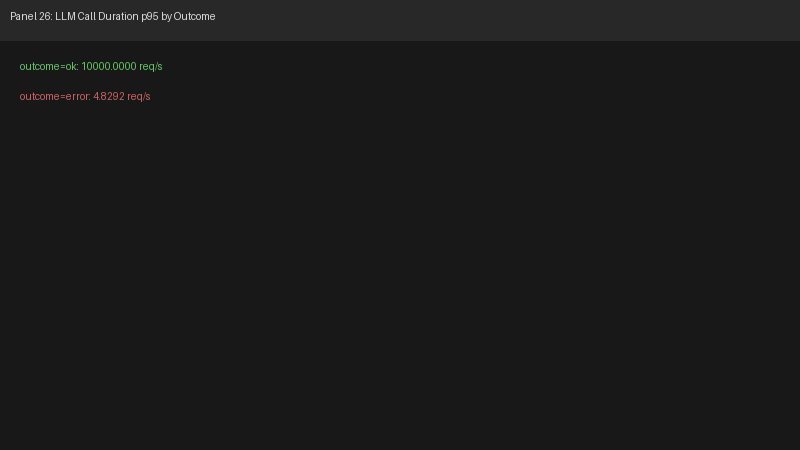 Panel 26: LLM Call Duration p95 by Outcome
outcome=ok: 10000.0000 req/s
outcome=error: 4.8292 req/s